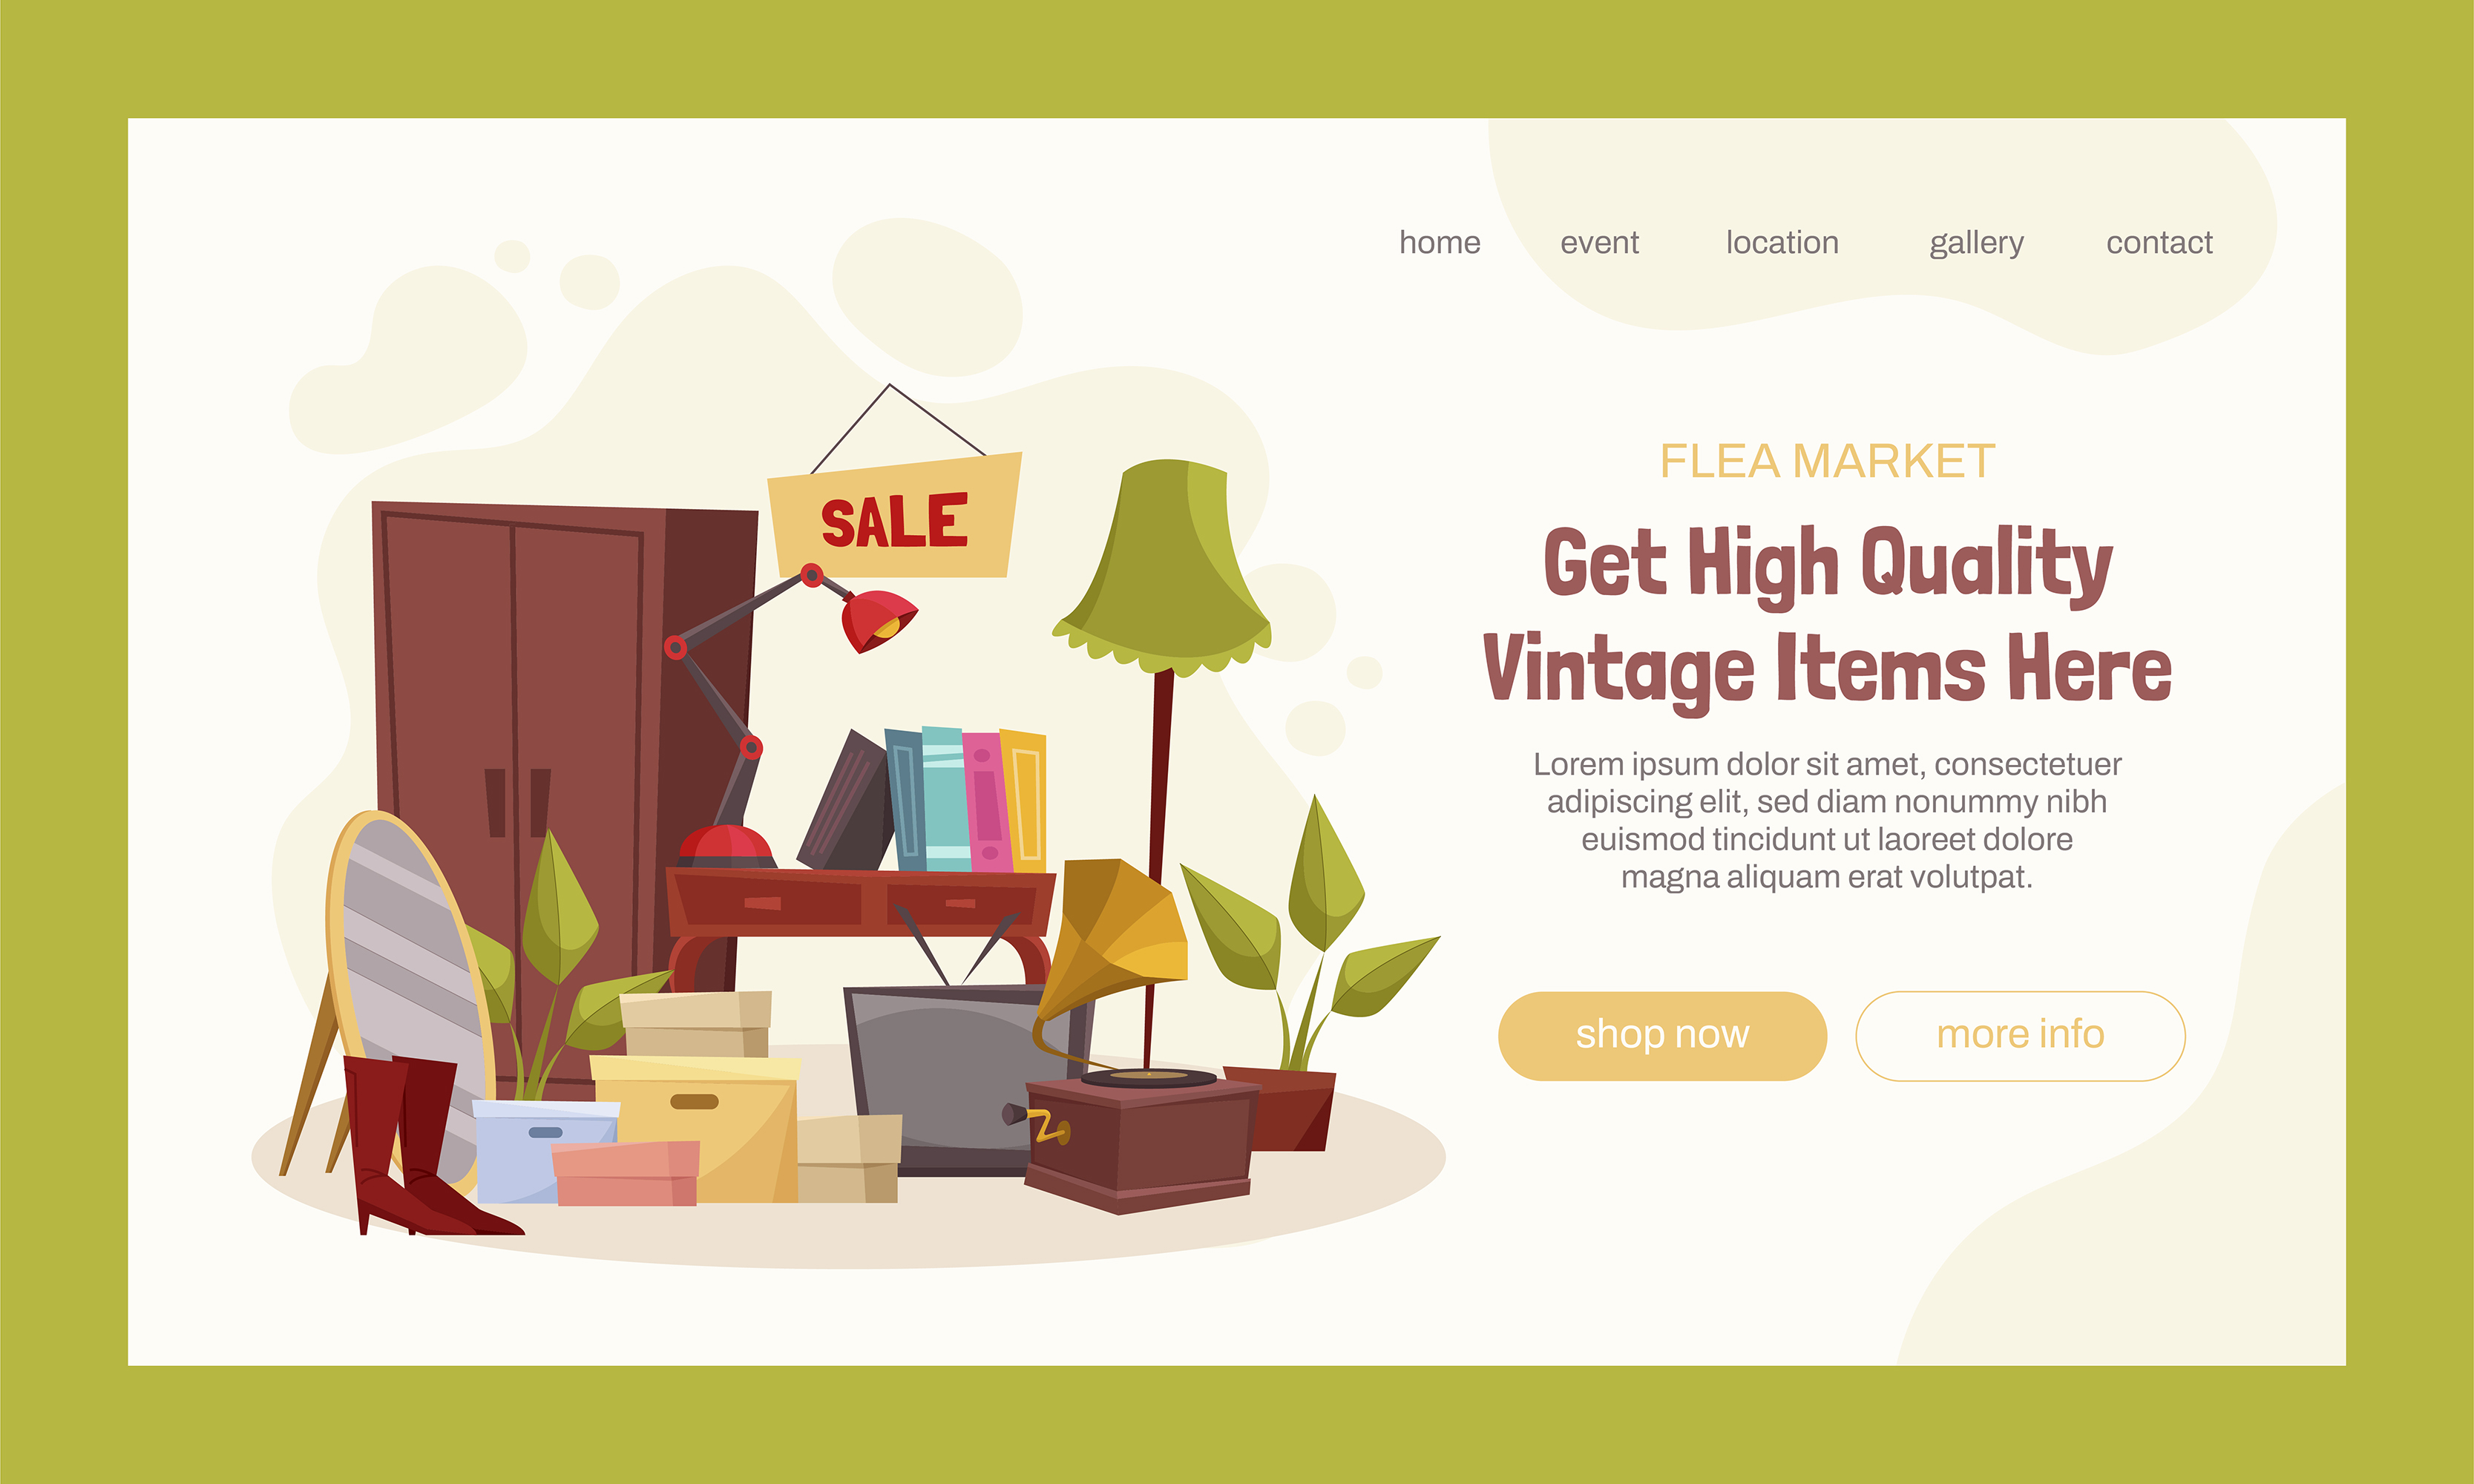 home event location gallery contact
SALE
FLEA MARKET
Get High Quality
Vintage Items Here
Lorem ipsum dolor sit amet, consectetuer
adipiscing elit, sed diam nonummy nibh
euismod tincidunt ut laoreet dolore
magna aliquam erat volutpat.
shop now more info